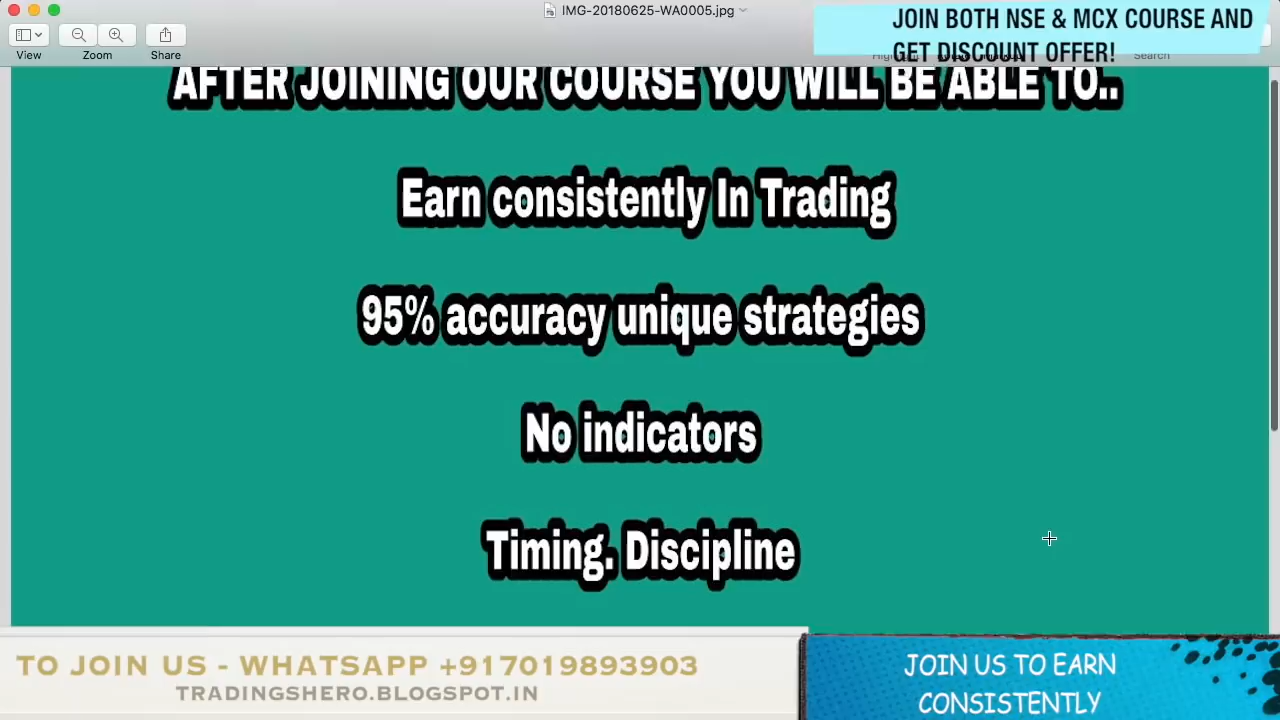 IMG-20180625-WA0005.jpg
JOIN BOTH NSE & MCX COURSE AND
GET DISCOUNT OFFER!
View
Zoom
Share
Search
AFTER JOINING OUR COURSE YOU WILL BE ABLE TO..
Earn consistently In Trading
95% accuracy unique strategies
No indicators
Timing. Discipline
TO JOIN US - WHATSAPP +917019893903
TRADINGSHERO.BLOGSPOT.IN
JOIN US TO EARN
CONSISTENTLY